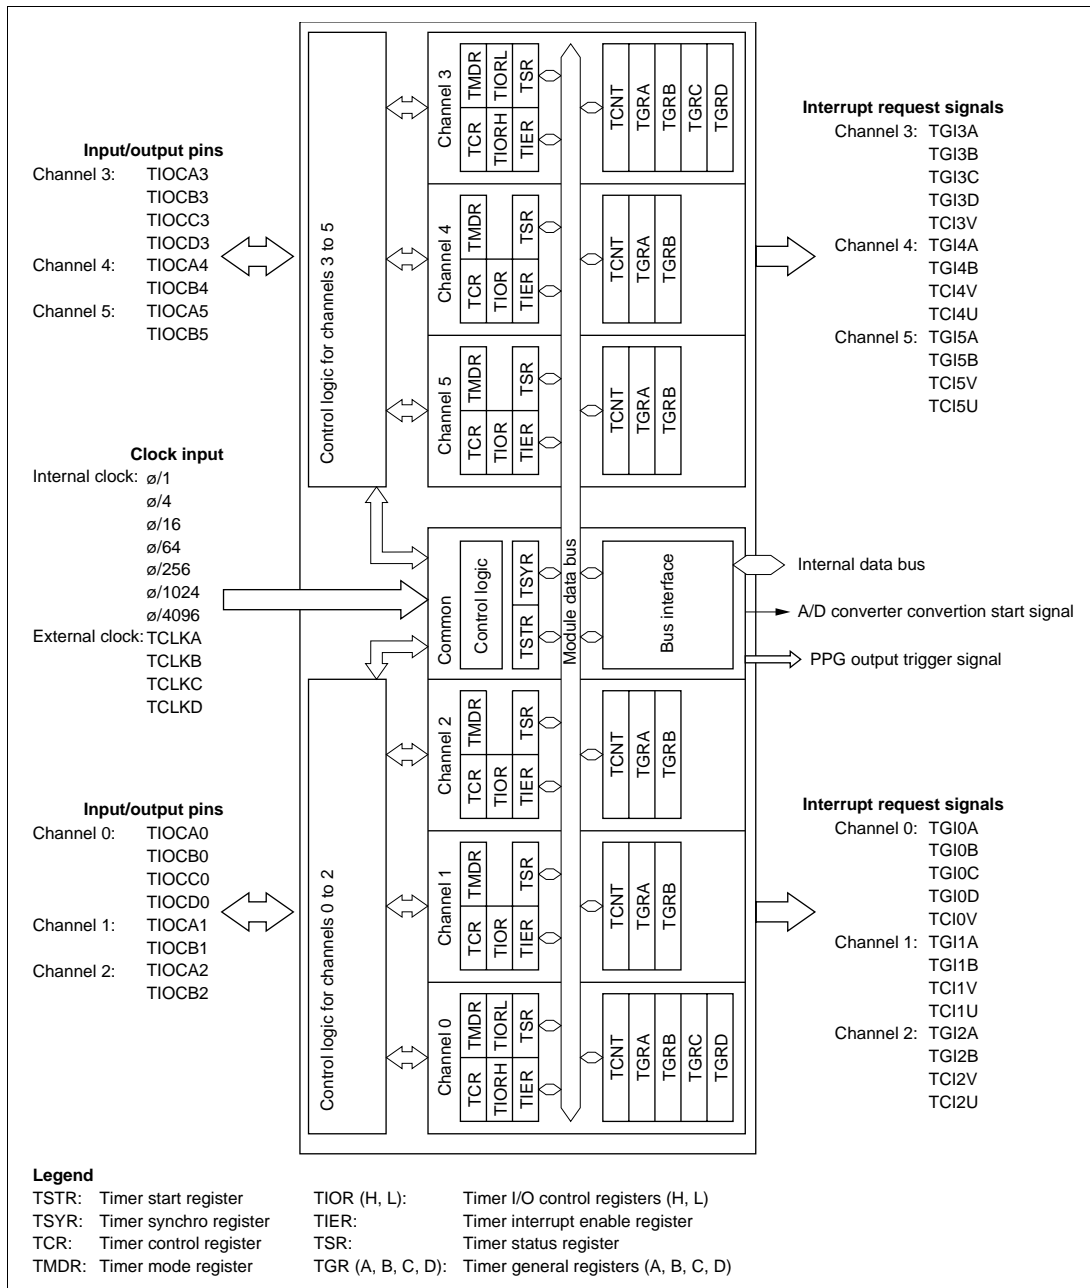 Input/output pins
Channel 3: TIOCA3
TIOCB3
TIOCC3
TIOCD3
Channel 4: TIOCA4
TIOCB4
Channel 5: TIOCA5
TIOCB5
Clock input
Internal clock: ø/1
ø/4
ø/16
ø/64
ø/256
ø/1024
ø/4096
External clock: TCLKA
TCLKB
TCLKC
TCLKD
Input/output pins
Channel 0: TIOCA0
TIOCB0
TIOCC0
TIOCD0
Channel 1: TIOCA1
TIOCB1
Channel 2: TIOCA2
TIOCB2
Control logic for channels 3 to 5
Control logic for channels 0 to 2
Channel 3
TCR TMDR
TIORH TIORL
TIER TSR
TCNT
TGRA
TGRB
TGRC
TGRD
Channel 4
TCR TMDR
TIOR
TIER TSR
TCNT
TGRA
TGRB
Channel 5
TCR TMDR
TIOR
TIER TSR
TCNT
TGRA
TGRB
Common
Control logic
TSTR TSYR
Module data bus
Bus interface
Channel 2
TCR TMDR
TIOR
TIER TSR
TCNT
TGRA
TGRB
Channel 1
TCR TMDR
TIOR
TIER TSR
TCNT
TGRA
TGRB
Channel 0
TCR TMDR
TIORH TIORL
TIER TSR
TCNT
TGRA
TGRB
TGRC
TGRD
Interrupt request signals
Channel 3: TGI3A
TGI3B
TGI3C
TGI3D
TCI3V
Channel 4: TGI4A
TGI4B
TCI4V
TCI4U
Channel 5: TGI5A
TGI5B
TCI5V
TCI5U
Internal data bus
A/D converter convertion start signal
PPG output trigger signal
Interrupt request signals
Channel 0: TGI0A
TGI0B
TGI0C
TGI0D
TCI0V
Channel 1: TGI1A
TGI1B
TCI1V
TCI1U
Channel 2: TGI2A
TGI2B
TCI2V
TCI2U
Legend
TSTR: Timer start register TIOR (H, L): Timer I/O control registers (H, L)
TSYR: Timer synchro register TIER: Timer interrupt enable register
TCR: Timer control register TSR: Timer status register
TMDR: Timer mode register TGR (A, B, C, D): Timer general registers (A, B, C, D)